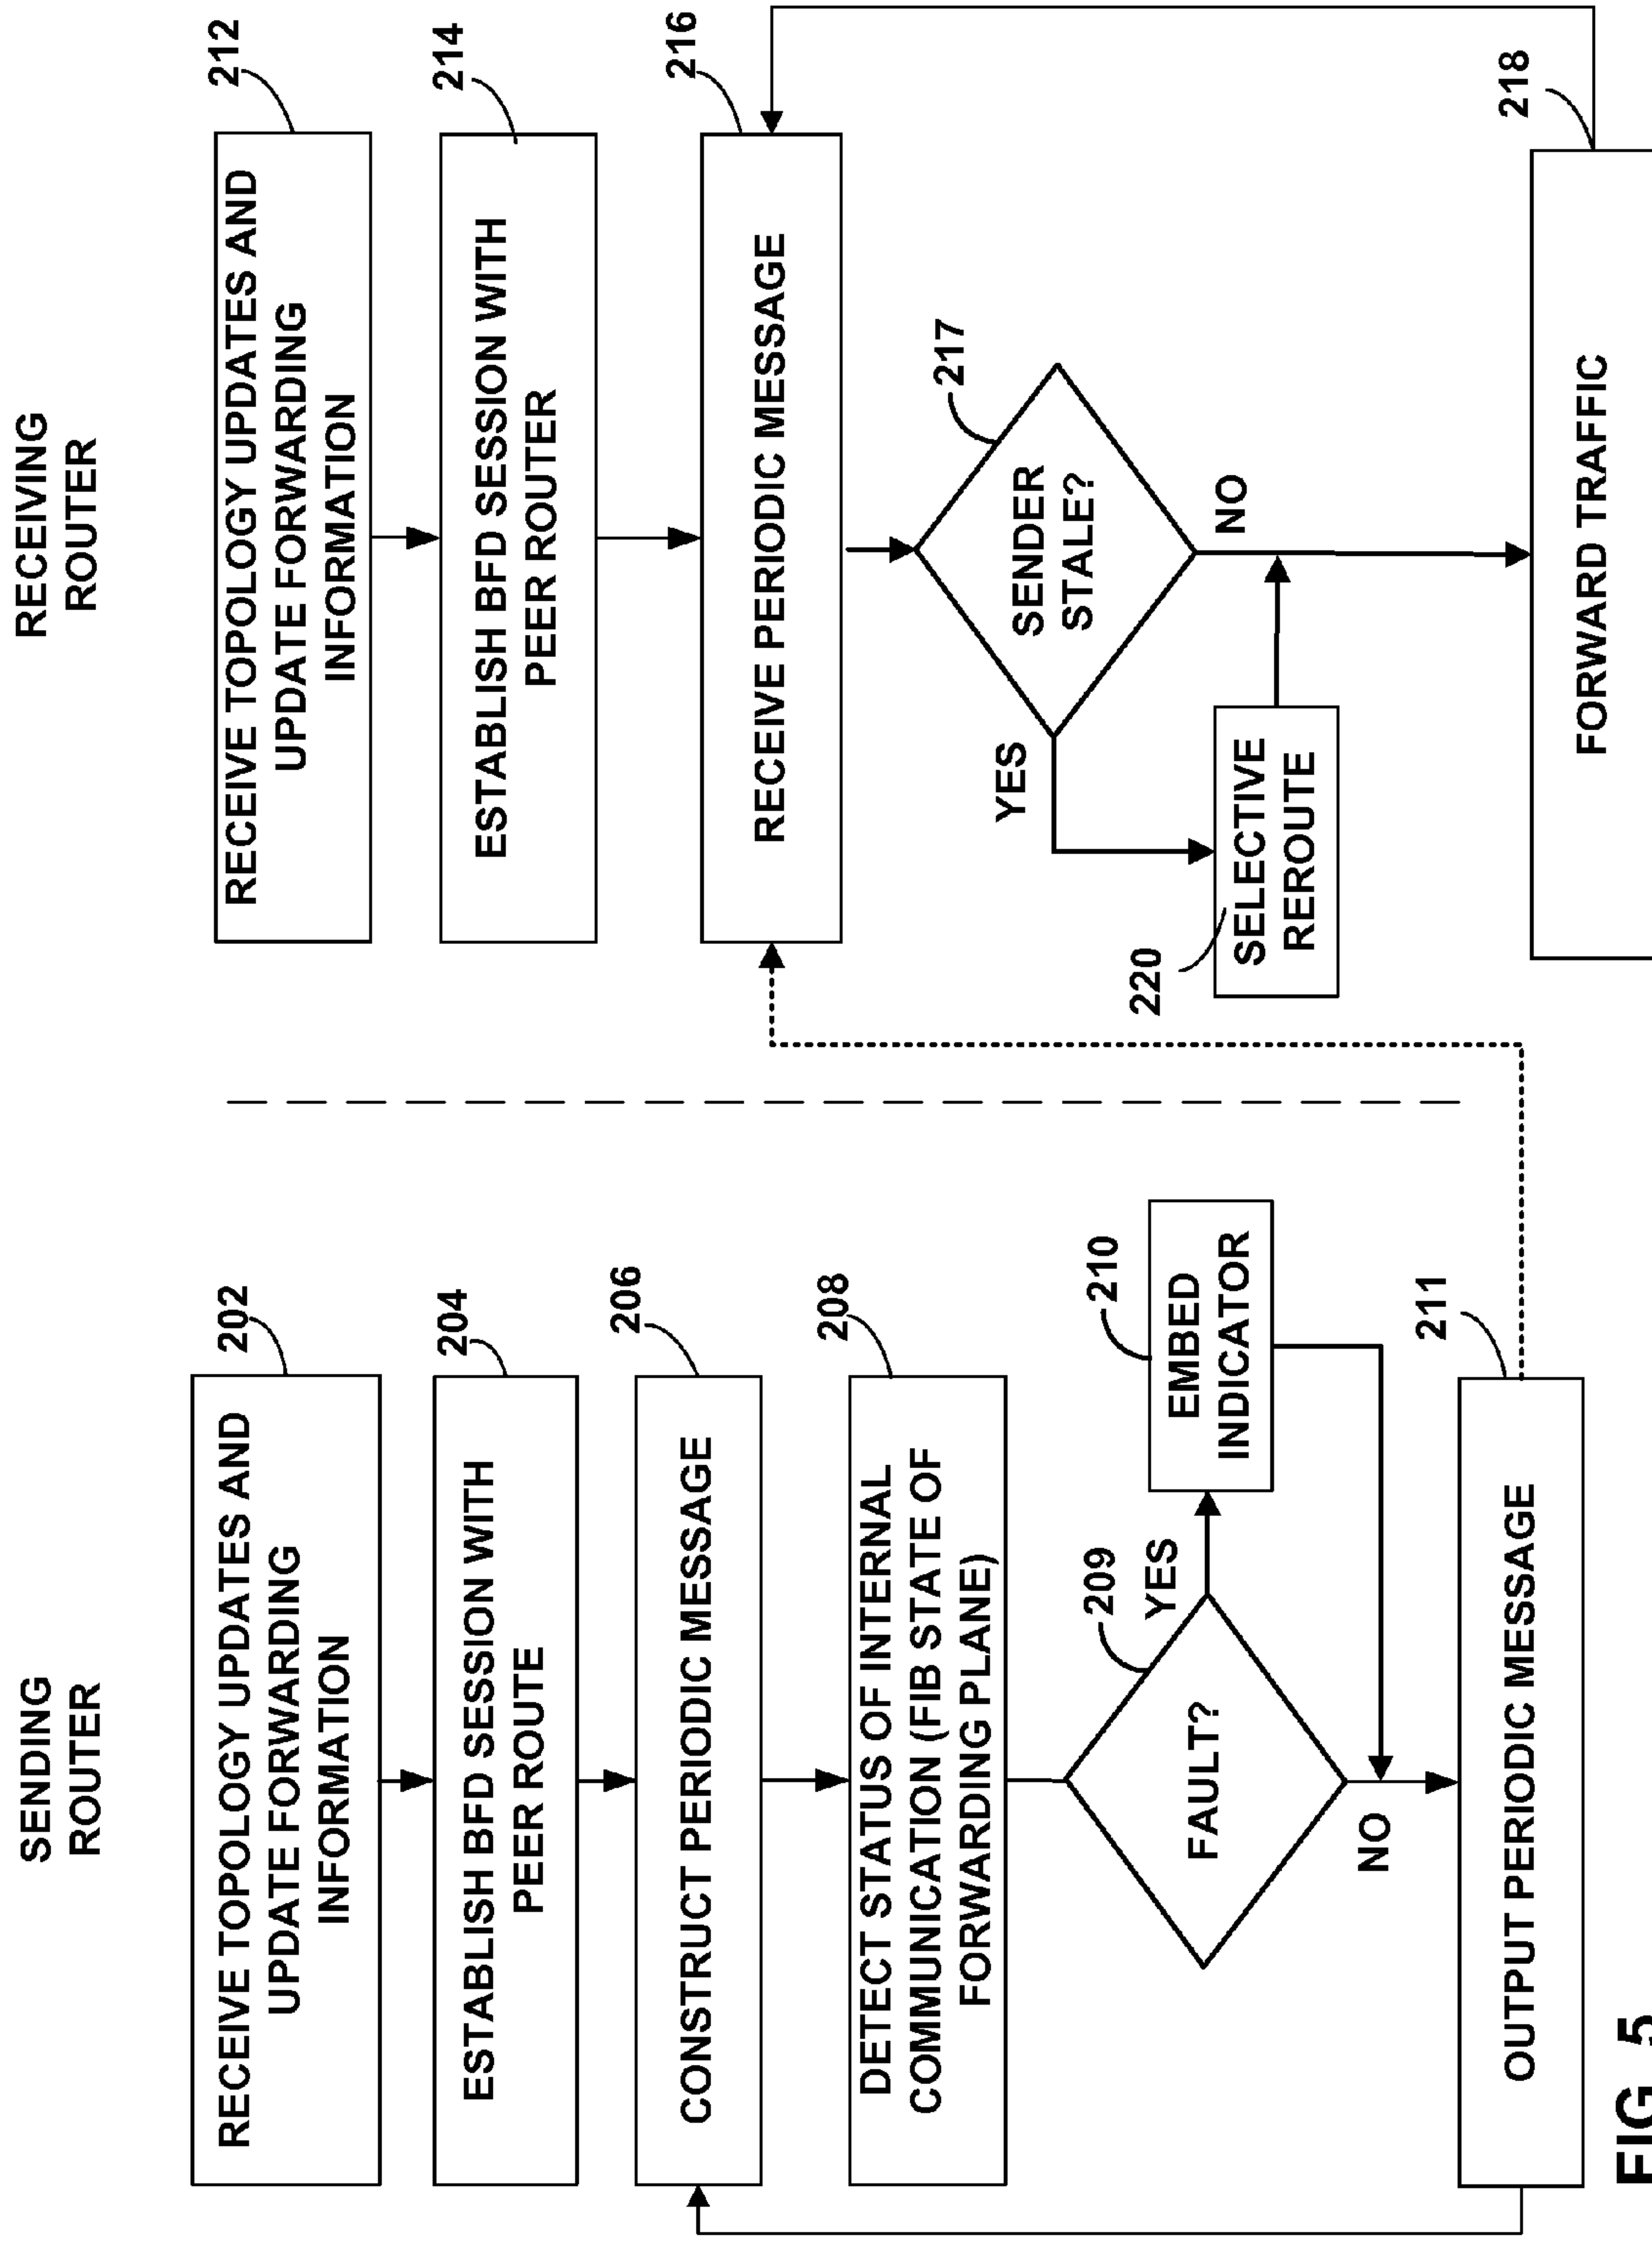 SENDING
ROUTER
202
RECEIVE TOPOLOGY UPDATES AND
UPDATE FORWARDING
INFORMATION
204
ESTABLISH BFD SESSION WITH
PEER ROUTE
206
CONSTRUCT PERIODIC MESSAGE
208
DETECT STATUS OF INTERNAL
COMMUNICATION (FIB STATE OF
FORWARDING PLANE)
209
FAULT?
YES
210
EMBED
INDICATOR
NO
211
OUTPUT PERIODIC MESSAGE
RECEIVING
ROUTER
212
RECEIVE TOPOLOGY UPDATES AND
UPDATE FORWARDING
INFORMATION
214
ESTABLISH BFD SESSION WITH
PEER ROUTER
216
RECEIVE PERIODIC MESSAGE
217
SENDER
STALE?
YES
NO
220
SELECTIVE
REROUTE
218
FORWARD TRAFFIC
FIG. 5